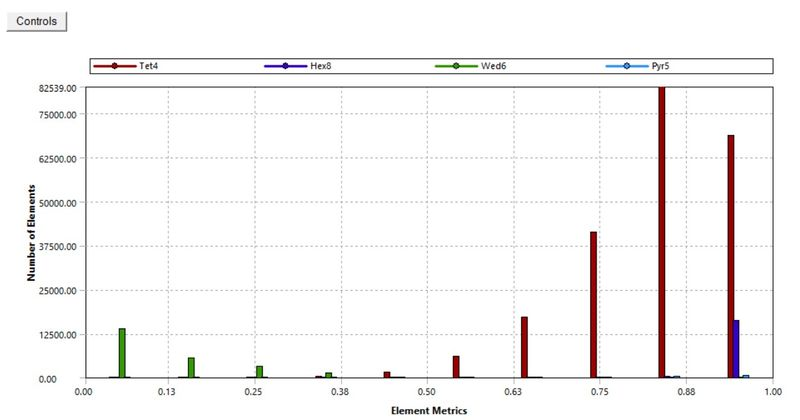 Controls
Tet4 Hex8 Wed6 Pyr5
82539.00
75000.00
62500.00
50000.00
37500.00
25000.00
12500.00
0.00
Number of Elements
0.00 0.13 0.25 0.38 0.50 0.63 0.75 0.88 1.00
Element Metrics